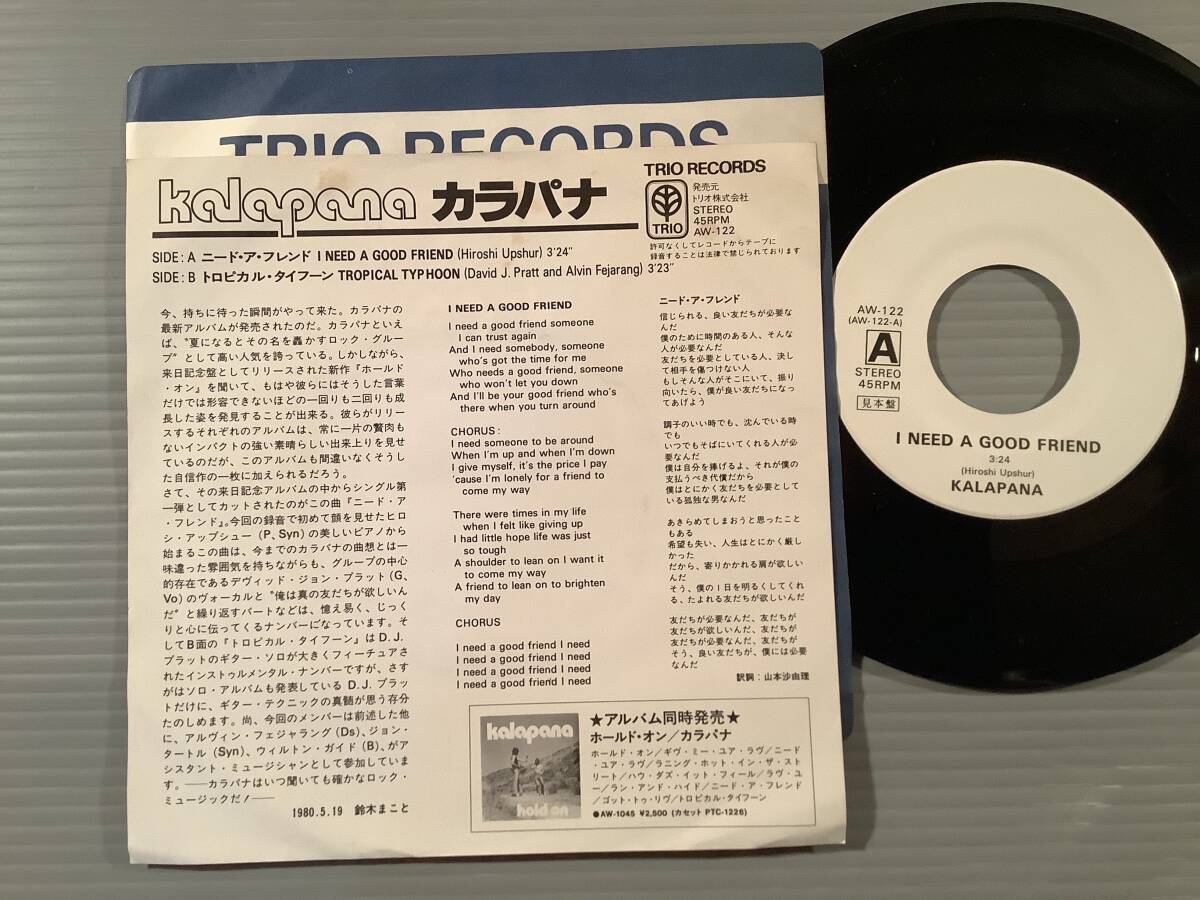 TRIO RECORDS
kalapana カラパナ
TRIO RECORDS
TRIO
発売元
トリオ株式会社
STEREO
45RPM
AW-122
許可なくしてレコードからテープに
録音することは法律で禁じられております
SIDE: A ニード・ア・フレンド I NEED A GOOD FRIEND (Hiroshi Upshur) 3'24"
SIDE: B トロピカル・タイフーン TROPICAL TYPHOON (David J. Pratt and Alvin Fejarang) 3'23"
今、持ちに待った瞬間がやって来た。カラパナの
最新アルバムが発売されたのだ。カラパナといえ
ば、“夏になるとその名を轟かすロック・グルー
プ”として高い人気を誇っている。しかしながら、
来日記念盤としてリリースされた新作『ホールド
・オン』を聞いて、もはや彼らにはそうした言葉
だけでは形容できないほどの一回りも二回りも成
長した姿を発見することが出来る。彼らがリリー
スするそれぞれのアルバムは、常に一片の贅肉も
ないインパクトの強い素晴らしい出来上りを見せ
ているのだが、このアルバムも間違いなくそうし
た自信作の一枚に加えられるだろう。
さて、その来日記念アルバムの中からシングル第
一弾としてカットされたのがこの曲『ニード・ア
・フレンド』。今回の録音で初めて顔を見せたヒロ
シ・アップシュー(P、Syn)の美しいピアノから
始まるこの曲は、今までのカラパナの曲想とは一
味違った雰囲気を持ちながらも、グループの中心
的存在であるデヴィッド・ジョン・プラット(G、
Vo)のヴォーカルと“俺は真の友だちが欲しいん
だ”と繰り返すパートなどは、憶え易く、じっく
りと心に伝ってくるナンバーになっています。そ
してB面の『トロピカル・タイフーン』はD.J.
プラットのギター・ソロが大きくフィーチュアさ
れたインストゥルメンタル・ナンバーですが、さす
がはソロ・アルバムも発表しているD.J.プラッ
トだけに、ギター・テクニックの真髄が思う存分
たのしめます。尚、今回のメンバーは前述した他
に、アルヴィン・フェジャラング(Ds)、ジョン・
タートル(Syn)、ウィルトン・ガイド(B)、がア
シスタント・ミュージシャンとして参加していま
す。——カラパナはいつ聞いても確かなロック・
ミュージックだ!——
1980.5.19 鈴木まこと
I NEED A GOOD FRIEND
I need a good friend someone
I can trust again
And I need somebody, someone
who's got the time for me
Who needs a good friend, someone
who won't let you down
And I'll be your good friend who's
there when you turn around
CHORUS:
I need someone to be around
When I'm up and when I'm down
I give myself, it's the price I pay
'cause I'm lonely for a friend to
come my way
There were times in my life
when I felt like giving up
I had little hope life was just
so tough
A shoulder to lean on I want it
to come my way
A friend to lean on to brighten
my day
CHORUS
I need a good friend I need
I need a good friend I need
I need a good friend I need
I need a good friend I need
ニード・ア・フレンド
信じられる、良い友だちが必要な
んだ
僕のために時間のある人、そんな
人が必要なんだ
友だちを必要としている人、決し
て相手を傷つけない人
もしそんな人がそこにいて、振り
向いたら、僕が良い友だちになっ
てあげよう
調子のいい時でも、沈んでいる時
でも
いつでもそばにいてくれる人が必
要なんだ
僕は自分を捧げるよ、それが僕の
支払うべき代償だから
僕はとにかく友だちを必要として
いる孤独な男なんだ
あきらめてしまおうと思ったこと
もある
希望も失い、人生はとにかく厳し
かった
だから、寄りかかれる肩が欲しい
んだ
そう、僕の1日を明るくしてくれ
る、たよれる友だちが欲しいんだ
友だちが必要なんだ、友だちが
友だちが欲しいんだ、友だちが
友だちが必要なんだ、友だちが
そう、良い友だちが、僕には必要
なんだ
訳詞：山本沙由理
kalapana
hold on
★アルバム同時発売★
ホールド・オン／カラパナ
ホールド・オン／ギヴ・ミー・ユア・ラヴ／ニード
・ユア・ラヴ／ラニング・ホット・イン・ザ・スト
リート／ハウ・ダズ・イット・フィール／ラヴ・ユ
ー／ラン・アンド・ハイド／ニード・ア・フレンド
／ゴット・トゥ・リヴ／トロピカル・タイフーン
●AW-1045 ¥2,500 (カセット PTC-1226)
AW-122
(AW-122-A)
A
STEREO
45RPM
見本盤
I NEED A GOOD FRIEND
3:24
(Hiroshi Upshur)
KALAPANA